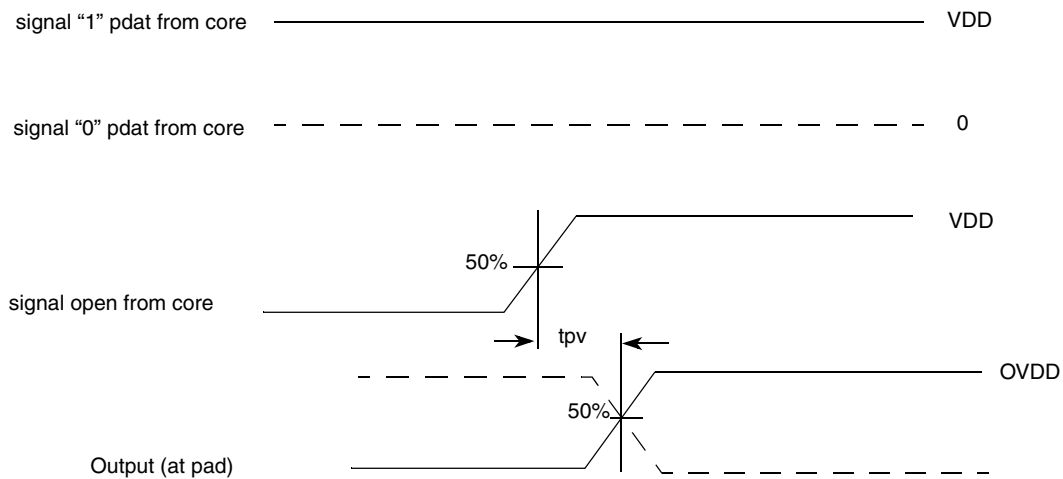 signal “1” pdat from core
VDD
signal “0” pdat from core
0
VDD
50%
signal open from core
tpv
OVDD
50%
Output (at pad)